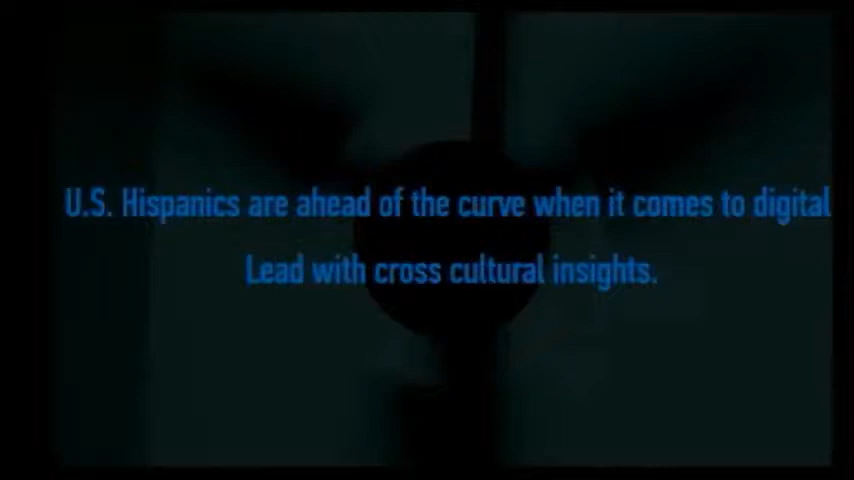 U.S. Hispanics are ahead of the curve when it comes to digital
Lead with cross cultural insights.